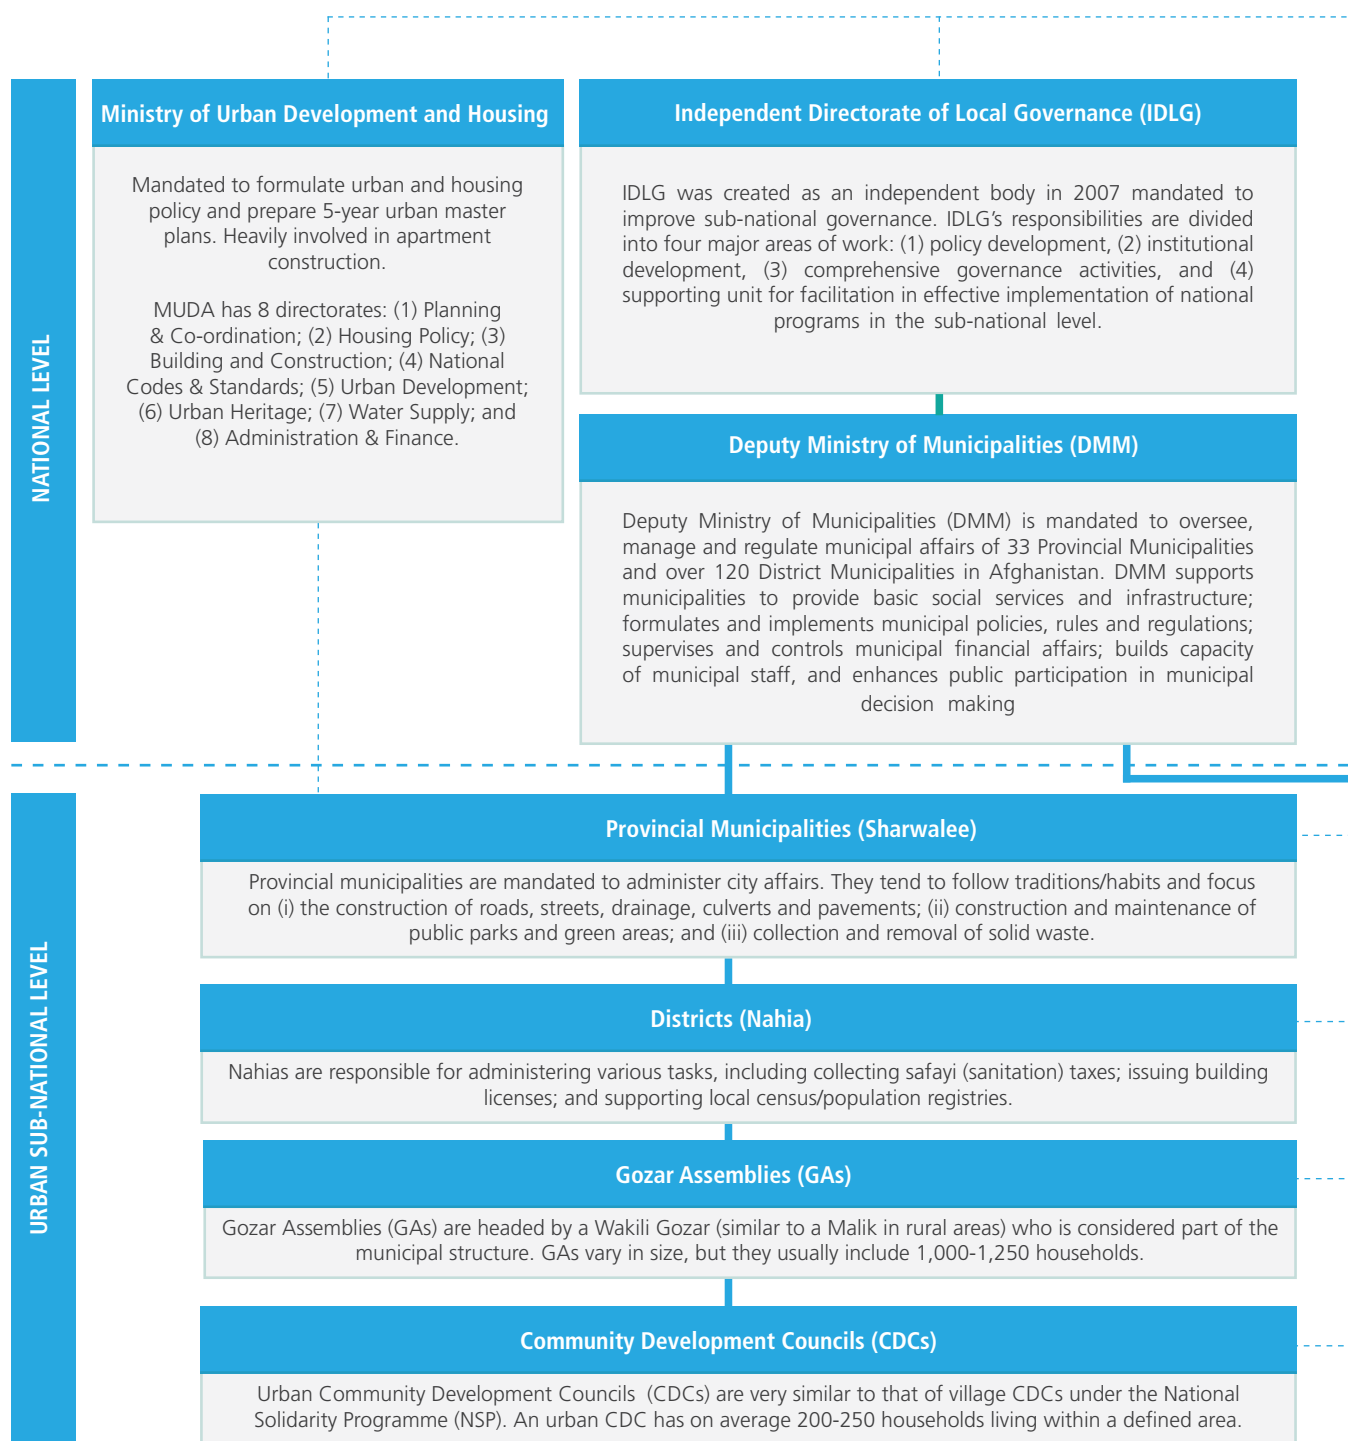 NATIONAL LEVEL
Ministry of Urban Development and Housing
Mandated to formulate urban and housing
policy and prepare 5-year urban master
plans. Heavily involved in apartment
construction.
MUDA has 8 directorates: (1) Planning
& Co-ordination; (2) Housing Policy; (3)
Building and Construction; (4) National
Codes & Standards; (5) Urban Development;
(6) Urban Heritage; (7) Water Supply; and
(8) Administration & Finance.
Independent Directorate of Local Governance (IDLG)
IDLG was created as an independent body in 2007 mandated to
improve sub-national governance. IDLG’s responsibilities are divided
into four major areas of work: (1) policy development, (2) institutional
development, (3) comprehensive governance activities, and (4)
supporting unit for facilitation in effective implementation of national
programs in the sub-national level.
Deputy Ministry of Municipalities (DMM)
Deputy Ministry of Municipalities (DMM) is mandated to oversee,
manage and regulate municipal affairs of 33 Provincial Municipalities
and over 120 District Municipalities in Afghanistan. DMM supports
municipalities to provide basic social services and infrastructure;
formulates and implements municipal policies, rules and regulations;
supervises and controls municipal financial affairs; builds capacity
of municipal staff, and enhances public participation in municipal
decision making
URBAN SUB-NATIONAL LEVEL
Provincial Municipalities (Sharwalee)
Provincial municipalities are mandated to administer city affairs. They tend to follow traditions/habits and focus
on (i) the construction of roads, streets, drainage, culverts and pavements; (ii) construction and maintenance of
public parks and green areas; and (iii) collection and removal of solid waste.
Districts (Nahia)
Nahias are responsible for administering various tasks, including collecting safayi (sanitation) taxes; issuing building
licenses; and supporting local census/population registries.
Gozar Assemblies (GAs)
Gozar Assemblies (GAs) are headed by a Wakili Gozar (similar to a Malik in rural areas) who is considered part of the
municipal structure. GAs vary in size, but they usually include 1,000-1,250 households.
Community Development Councils (CDCs)
Urban Community Development Councils (CDCs) are very similar to that of village CDCs under the National
Solidarity Programme (NSP). An urban CDC has on average 200-250 households living within a defined area.